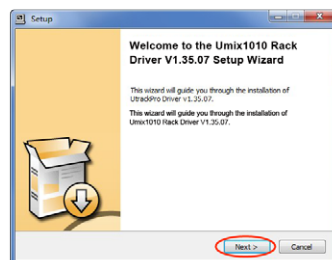 Setup
Welcome to the Umix1010 Rack
Driver V1.35.07 Setup Wizard
This wizard will guide you through the installation of
UtrackPro Driver v1.35.07.
This wizard will guide you through the installation of
Umix1010 Rack Driver V1.35.07.
Next >
Cancel